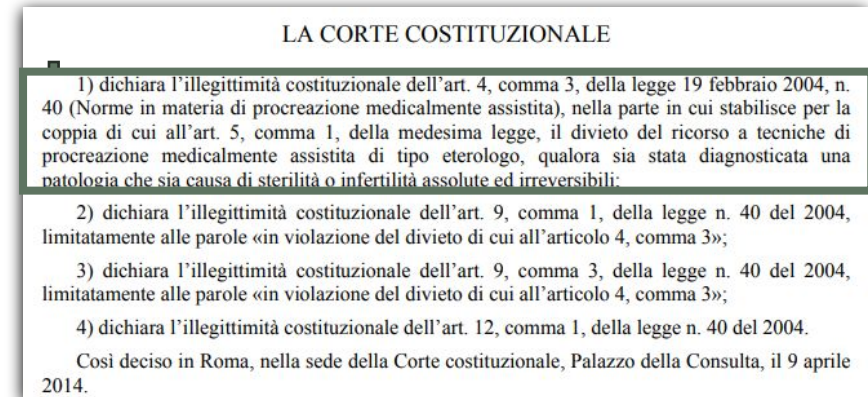 LA CORTE COSTITUZIONALE
1) dichiara l’illegittimità costituzionale dell’art. 4, comma 3, della legge 19 febbraio 2004, n.
40 (Norme in materia di procreazione medicalmente assistita), nella parte in cui stabilisce per la
coppia di cui all’art. 5, comma 1, della medesima legge, il divieto del ricorso a tecniche di
procreazione medicalmente assistita di tipo eterologo, qualora sia stata diagnosticata una
patologia che sia causa di sterilità o infertilità assolute ed irreversibili;
2) dichiara l’illegittimità costituzionale dell’art. 9, comma 1, della legge n. 40 del 2004,
limitatamente alle parole «in violazione del divieto di cui all’articolo 4, comma 3»;
3) dichiara l’illegittimità costituzionale dell’art. 9, comma 3, della legge n. 40 del 2004,
limitatamente alle parole «in violazione del divieto di cui all’articolo 4, comma 3»;
4) dichiara l’illegittimità costituzionale dell’art. 12, comma 1, della legge n. 40 del 2004.
Così deciso in Roma, nella sede della Corte costituzionale, Palazzo della Consulta, il 9 aprile
2014.